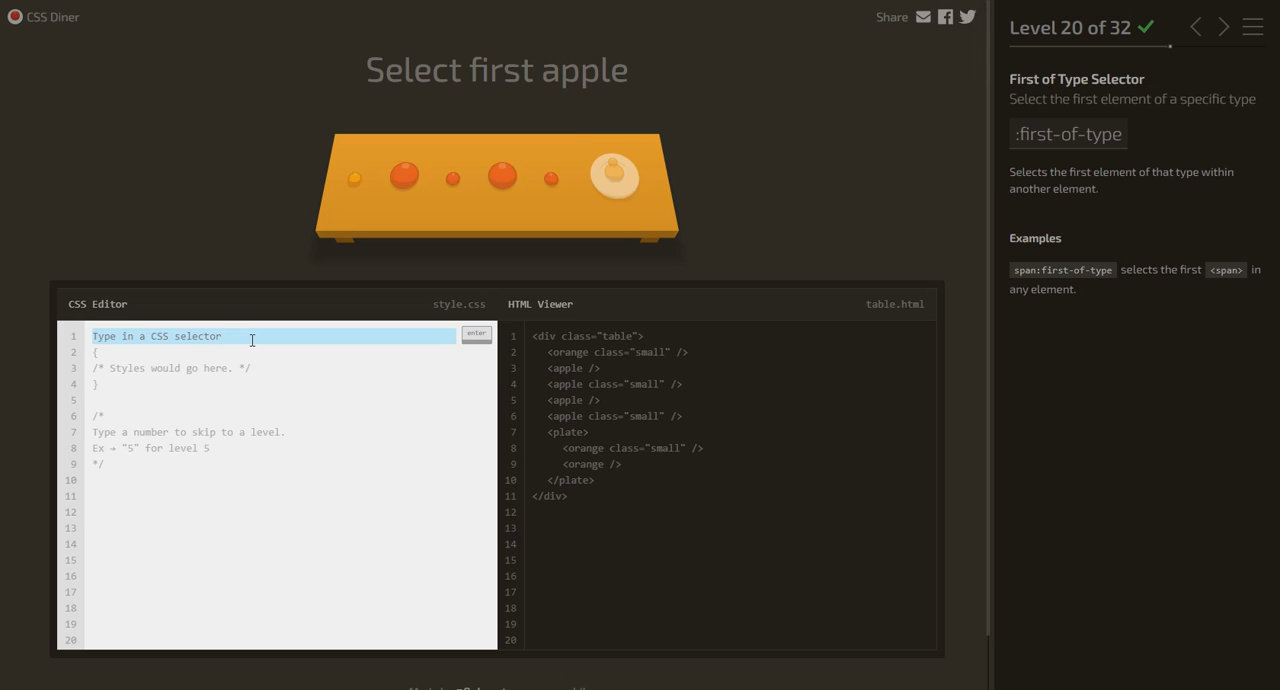 CSS Diner
Share
Select first apple
CSS Editor
style.css
enter
1 Type in a CSS selector
2 {
3 /* Styles would go here. */
4 }
5
6 /*
7 Type a number to skip to a level.
8 Ex → "5" for level 5
9 */
10
11
12
13
14
15
16
17
18
19
20
HTML Viewer
table.html
1 <div class="table">
2 <orange class="small" />
3 <apple />
4 <apple class="small" />
5 <apple />
6 <apple class="small" />
7 <plate>
8 <orange class="small" />
9 <orange />
10 </plate>
11 </div>
12
13
14
15
16
17
18
19
20
Level 20 of 32
First of Type Selector
Select the first element of a specific type
:first-of-type
Selects the first element of that type within
another element.
Examples
span:first-of-type selects the first <span> in
any element.